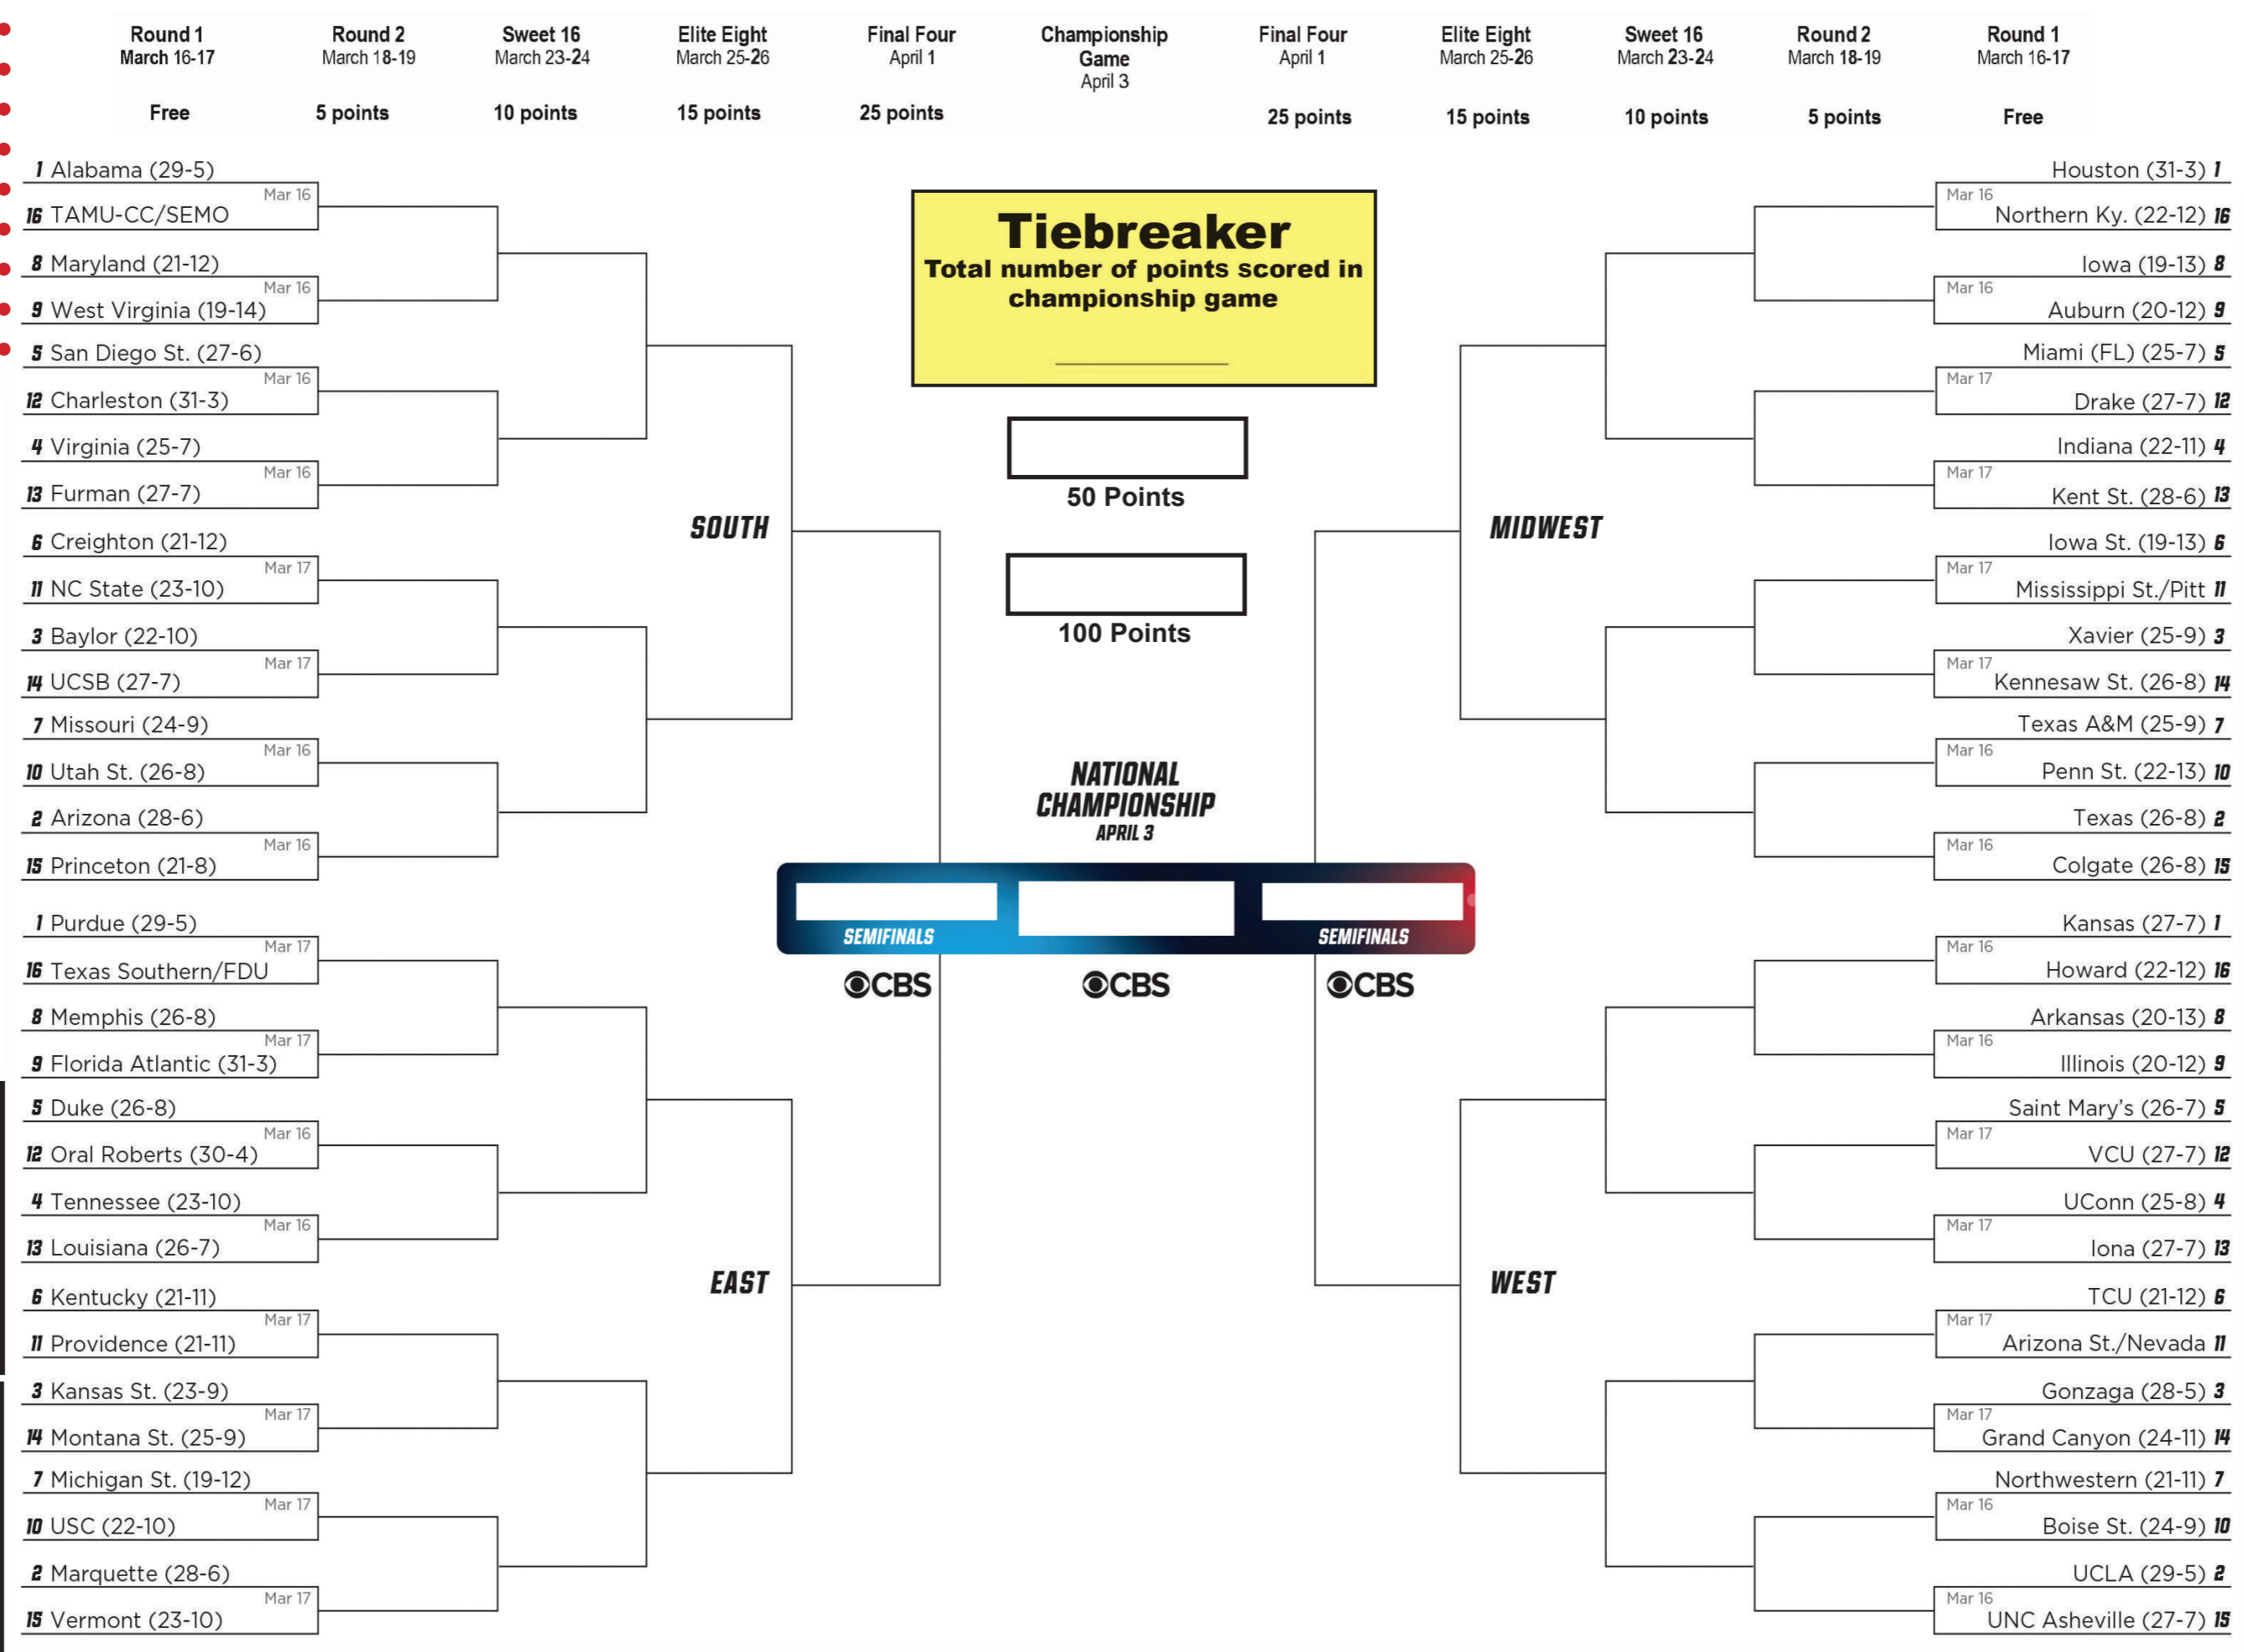 Round 1
March 16-17
Free
Round 2
March 18-19
5 points
Sweet 16
March 23-24
10 points
Elite Eight
March 25-26
15 points
Final Four
April 1
25 points
Championship
Game
April 3
Final Four
April 1
25 points
Elite Eight
March 25-26
15 points
Sweet 16
March 23-24
10 points
Round 2
March 18-19
5 points
Round 1
March 16-17
Free
1 Alabama (29-5)
Mar 16
16 TAMU-CC/SEMO
8 Maryland (21-12)
Mar 16
9 West Virginia (19-14)
5 San Diego St. (27-6)
Mar 16
12 Charleston (31-3)
4 Virginia (25-7)
Mar 16
13 Furman (27-7)
6 Creighton (21-12)
Mar 17
11 NC State (23-10)
3 Baylor (22-10)
Mar 17
14 UCSB (27-7)
7 Missouri (24-9)
Mar 16
10 Utah St. (26-8)
2 Arizona (28-6)
Mar 16
15 Princeton (21-8)
SOUTH
1 Purdue (29-5)
Mar 17
16 Texas Southern/FDU
8 Memphis (26-8)
Mar 17
9 Florida Atlantic (31-3)
5 Duke (26-8)
Mar 16
12 Oral Roberts (30-4)
4 Tennessee (23-10)
Mar 16
13 Louisiana (26-7)
6 Kentucky (21-11)
Mar 17
11 Providence (21-11)
3 Kansas St. (23-9)
Mar 17
14 Montana St. (25-9)
7 Michigan St. (19-12)
Mar 17
10 USC (22-10)
2 Marquette (28-6)
Mar 17
15 Vermont (23-10)
EAST
Tiebreaker
Total number of points scored in
championship game
50 Points
100 Points
NATIONAL
CHAMPIONSHIP
APRIL 3
SEMIFINALS
SEMIFINALS
CBS
CBS
CBS
Houston (31-3) 1
Mar 16
Northern Ky. (22-12) 16
Iowa (19-13) 8
Mar 16
Auburn (20-12) 9
Miami (FL) (25-7) 5
Mar 17
Drake (27-7) 12
Indiana (22-11) 4
Mar 17
Kent St. (28-6) 13
Iowa St. (19-13) 6
Mar 17
Mississippi St./Pitt 11
Xavier (25-9) 3
Mar 17
Kennesaw St. (26-8) 14
Texas A&M (25-9) 7
Mar 16
Penn St. (22-13) 10
Texas (26-8) 2
Mar 16
Colgate (26-8) 15
MIDWEST
Kansas (27-7) 1
Mar 16
Howard (22-12) 16
Arkansas (20-13) 8
Mar 16
Illinois (20-12) 9
Saint Mary's (26-7) 5
Mar 17
VCU (27-7) 12
UConn (25-8) 4
Mar 17
Iona (27-7) 13
TCU (21-12) 6
Mar 17
Arizona St./Nevada 11
Gonzaga (28-5) 3
Mar 17
Grand Canyon (24-11) 14
Northwestern (21-11) 7
Mar 16
Boise St. (24-9) 10
UCLA (29-5) 2
Mar 16
UNC Asheville (27-7) 15
WEST